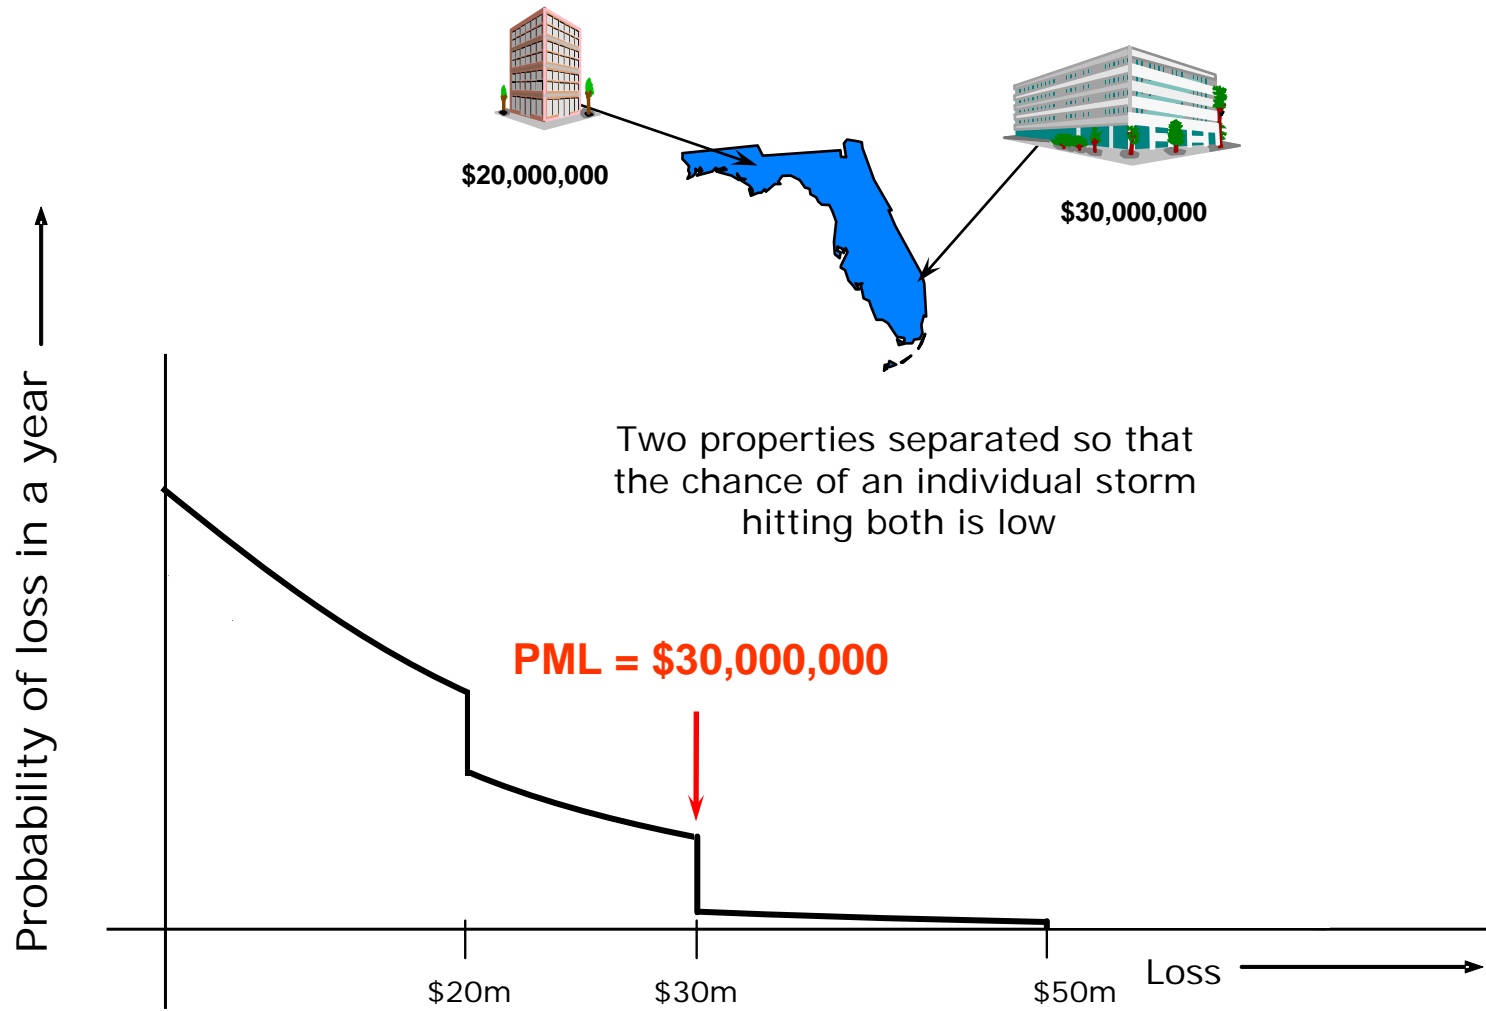 $20,000,000
$30,000,000
Two properties separated so that
the chance of an individual storm
hitting both is low
PML = $30,000,000
Probability of loss in a year
$20m
$30m
$50m
Loss